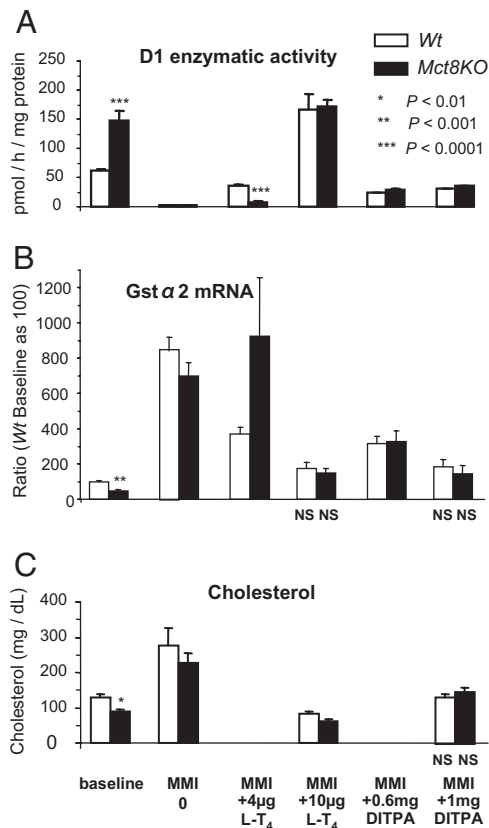 A
D1 enzymatic activity
Wt
Mct8KO
* P < 0.01
** P < 0.001
*** P < 0.0001
pmol / h / mg protein
250
200
150
100
50
0
***
***
B
Gst α 2 mRNA
Ratio (Wt Baseline as 100)
1200
1000
800
600
400
200
0
**
NS NS
NS NS
C
Cholesterol
Cholesterol (mg / dL)
400
300
200
100
0
*
NS NS
baseline
MMI
0
MMI
+4µg
L-T4
MMI
+10µg
L-T4
MMI
+0.6mg
DITPA
MMI
+1mg
DITPA